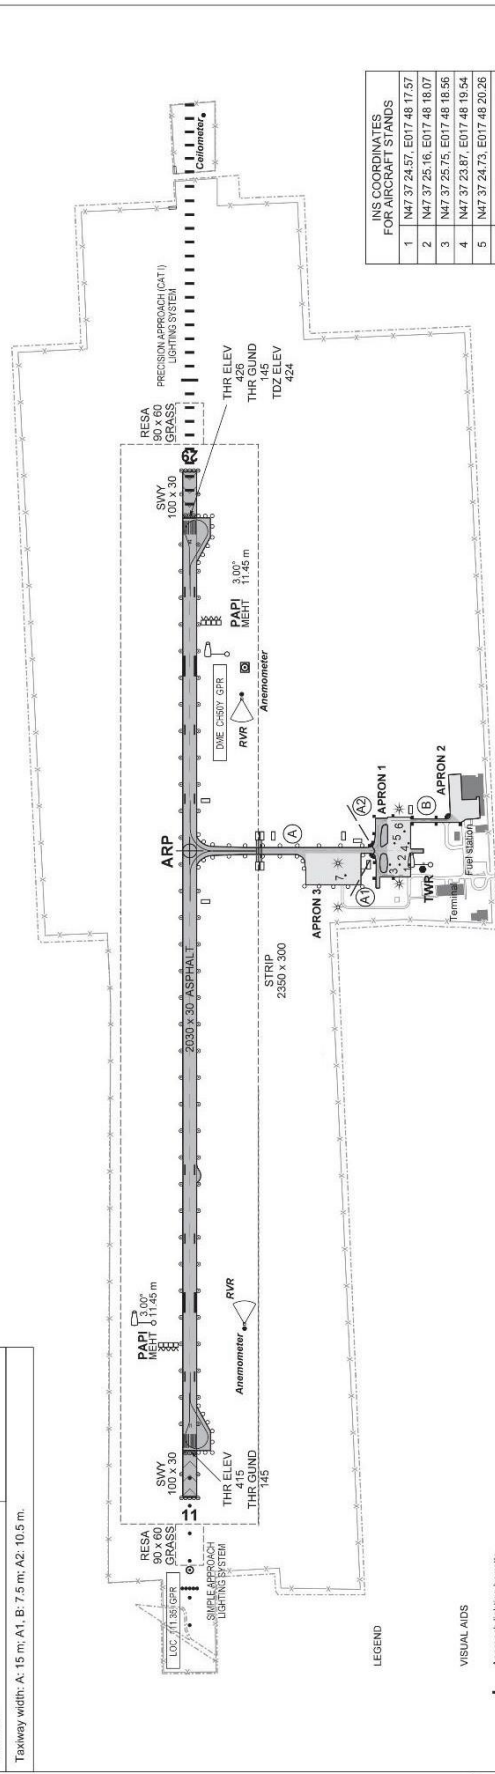 Taxiway width: A: 15 m; A1, B: 7.5 m; A2: 10.5 m.
LOC 111.35 GPR
SIMPLE APPROACH
LIGHTING SYSTEM
RESA
90 x 60
GRASS
11
SWY
100 x 30
THR ELEV
415
THR GUND
145
PAPI
MEHT
3.00°
11.45 m
Anemometer
RVR
2030 x 30 ASPHALT
STRIP
2350 x 300
ARP
A
APRON 3
7
A1
A2
APRON 1
3
2
4
5
6
TWR
Terminal
B
APRON 2
Fuel station
DME CH50Y GPR
RVR
Anemometer
PAPI
MEHT
3.00°
11.45 m
SWY
100 x 30
RESA
90 x 60
GRASS
THR ELEV
426
THR GUND
145
TDZ ELEV
424
PRECISION APPROACH (CAT I)
LIGHTING SYSTEM
Ceilometer
INS COORDINATES
FOR AIRCRAFT STANDS
1 N47 37 24.57, E017 48 17.57
2 N47 37 25.16, E017 48 18.07
3 N47 37 25.75, E017 48 18.56
4 N47 37 23.87, E017 48 19.54
5 N47 37 24.73, E017 48 20.26
LEGEND
VISUAL AIDS